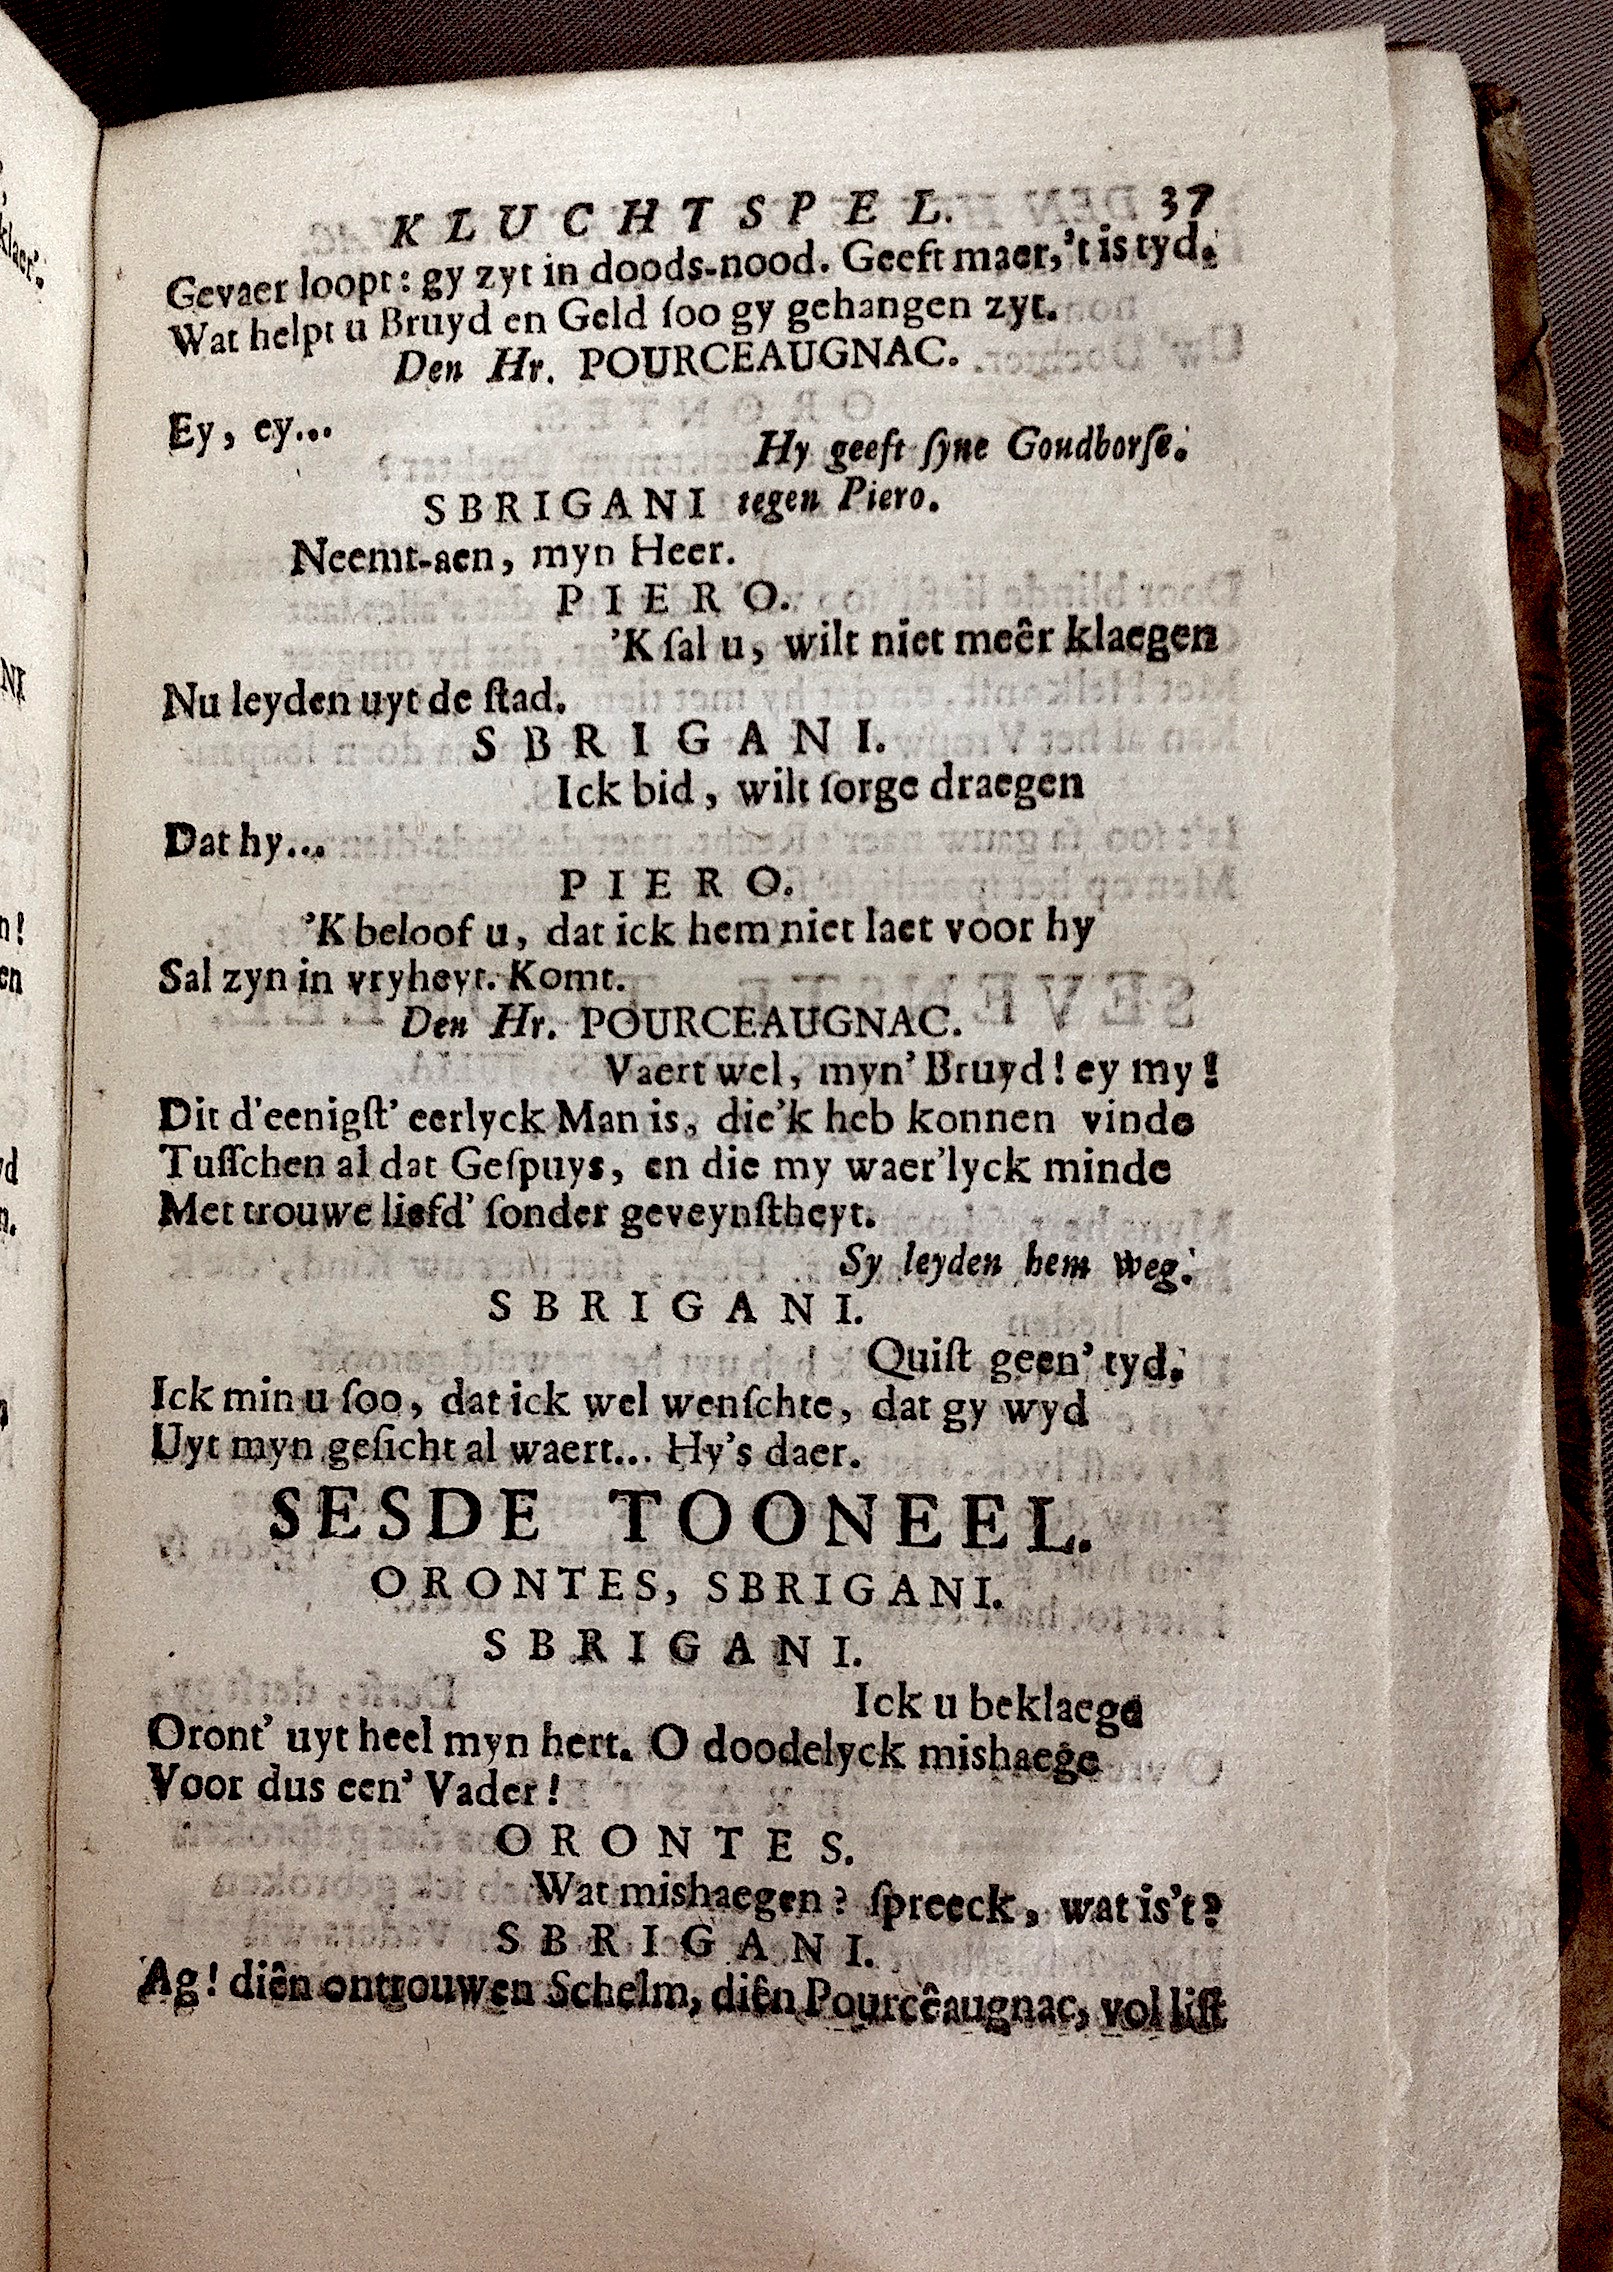 KLUCHTSPEL. 37
Gevaer loopt: gy zyt in doods-nood. Geeft maer,'t is tyd.
Wat helpt u Bruyd en Geld ſoo gy gehangen zyt.
Den Hr. POURCEAUGNAC.
Ey, ey...
Hy geeft ſyne Goudborſe.
SBRIGANI tegen Piero.
Neemt-aen, myn Heer.
PIERO.
'K ſal u, wilt niet meêr klaegen
Nu leyden uyt de ſtad.
SBRIGANI.
Ick bid, wilt ſorge draegen
Dat hy...
PIERO.
'K beloof u, dat ick hem niet laet voor hy
Sal zyn in vryheyt. Komt.
Den Hr. POURCEAUGNAC.
Vaert wel, myn' Bruyd! ey my!
Dit d'eenigſt' eerlyck Man is, die'k heb konnen vinde
Tuſſchen al dat Geſpuys, en die my waer'lyck minde
Met trouwe liefd' ſonder geveynſtheyt.
Sy leyden hem weg.
SBRIGANI.
Quiſt geen' tyd.
Ick min u ſoo, dat ick wel wenſchte, dat gy wyd
Uyt myn geſicht al waert... Hy's daer.
SESDE TOONEEL.
ORONTES, SBRIGANI.
SBRIGANI.
Ick u beklaege
Oront' uyt heel myn hert. O doodelyck mishaege
Voor dus een' Vader!
ORONTES.
Wat mishaegen? ſpreeck, wat is't?
SBRIGANI.
Ag! diên ontrouwen Schelm, diên Pourcêaugnac, vol liſt